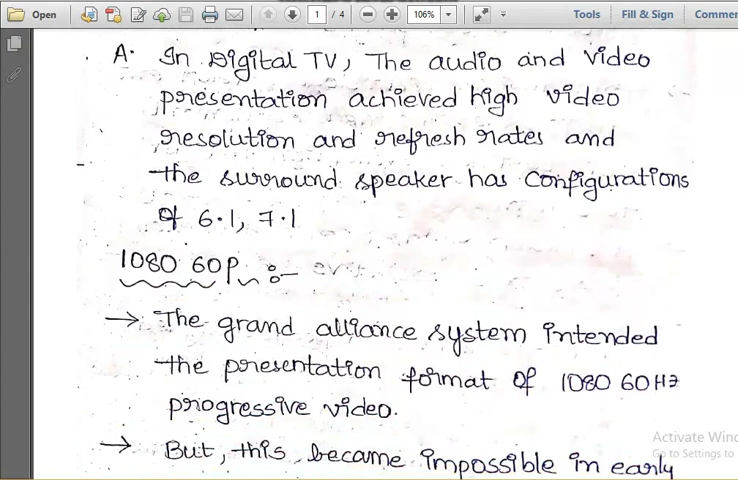 Open
1 / 4
106%
Tools
Fill & Sign
Commen
A. In Digital TV, The audio and video
presentation achieved high video
resolution and refresh rates and
the surround speaker has configurations
of 6.1, 7.1
1080 60p :-
→ The grand alliance system intended
the presentation format of 1080 60Hz
progressive video.
→ But, this became impossible in early
Activate Wind
Go to Settings to